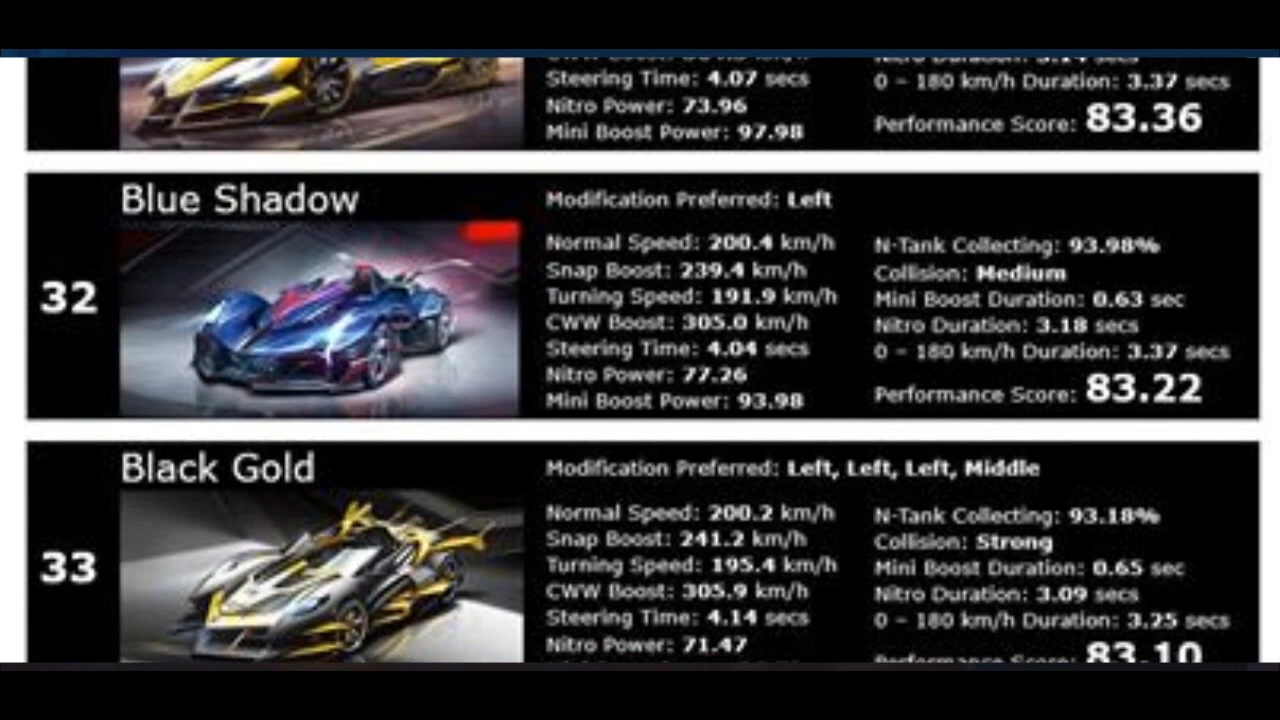 Steering Time: 4.07 secs
Nitro Power: 73.96
Mini Boost Power: 97.98
0 - 180 km/h Duration: 3.37 secs
Performance Score: 83.36
32
Blue Shadow
Modification Preferred: Left
Normal Speed: 200.4 km/h
Snap Boost: 239.4 km/h
Turning Speed: 191.9 km/h
CWW Boost: 305.0 km/h
Steering Time: 4.04 secs
Nitro Power: 77.26
Mini Boost Power: 93.98
N-Tank Collecting: 93.98%
Collision: Medium
Mini Boost Duration: 0.63 sec
Nitro Duration: 3.18 secs
0 - 180 km/h Duration: 3.37 secs
Performance Score: 83.22
33
Black Gold
Modification Preferred: Left, Left, Left, Middle
Normal Speed: 200.2 km/h
Snap Boost: 241.2 km/h
Turning Speed: 195.4 km/h
CWW Boost: 305.9 km/h
Steering Time: 4.14 secs
Nitro Power: 71.47
N-Tank Collecting: 93.18%
Collision: Strong
Mini Boost Duration: 0.65 sec
Nitro Duration: 3.09 secs
0 - 180 km/h Duration: 3.25 secs
Performance Score: 83.10